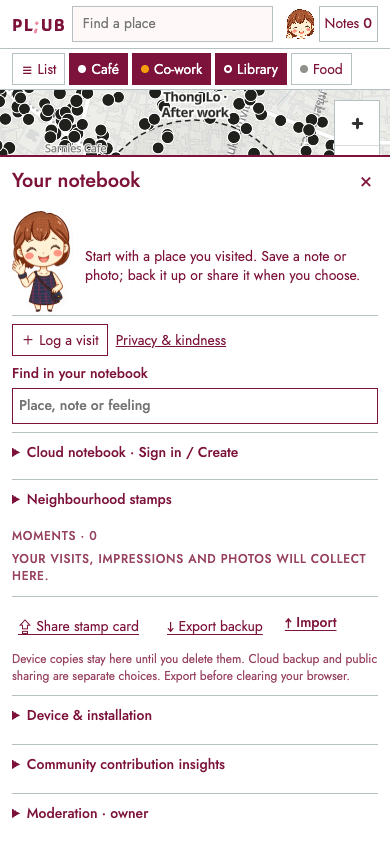 PL:UB
Find a place
Notes 0
≡ List
Café
Co-work
Library
Food
Thong Lo ·
After work
Sarnies Cafe
+
Your notebook
×
Start with a place you visited. Save a note or
photo; back it up or share it when you choose.
+ Log a visit
Privacy & kindness
Find in your notebook
Place, note or feeling
▶ Cloud notebook · Sign in / Create
▶ Neighbourhood stamps
MOMENTS · 0
YOUR VISITS, IMPRESSIONS AND PHOTOS WILL COLLECT
HERE.
⇪ Share stamp card
↓ Export backup
↑ Import
Device copies stay here until you delete them. Cloud backup and public
sharing are separate choices. Export before clearing your browser.
▶ Device & installation
▶ Community contribution insights
▶ Moderation · owner